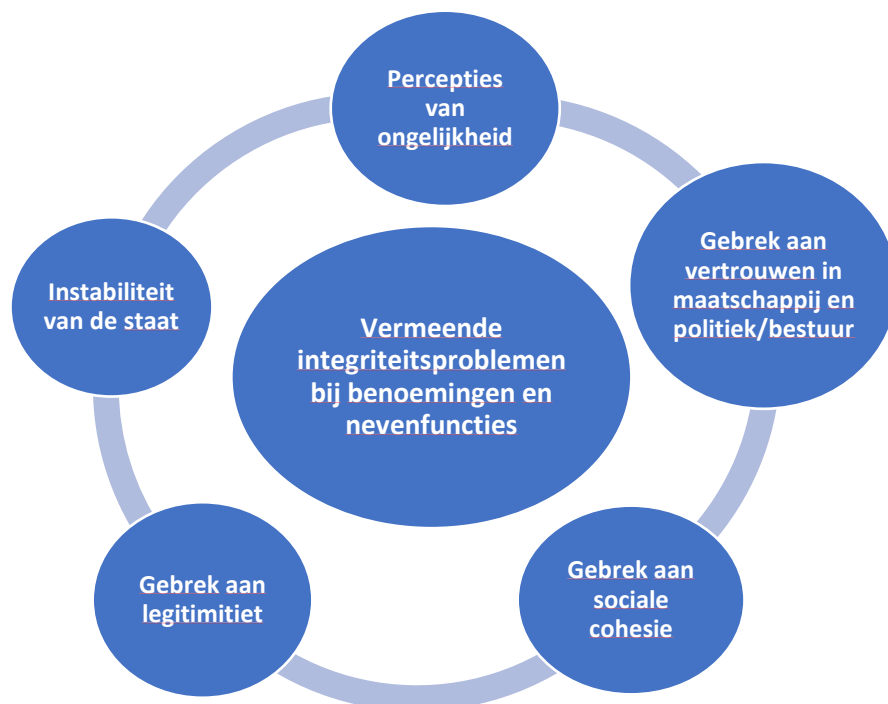 Percepties
van
ongelijkheid
Gebrek aan
vertrouwen in
maatschappij en
politiek/bestuur
Instabiliteit
van de staat
Vermeende
integriteitsproblemen
bij benoemingen en
nevenfuncties
Gebrek aan
sociale
cohesie
Gebrek aan
legitimitiet